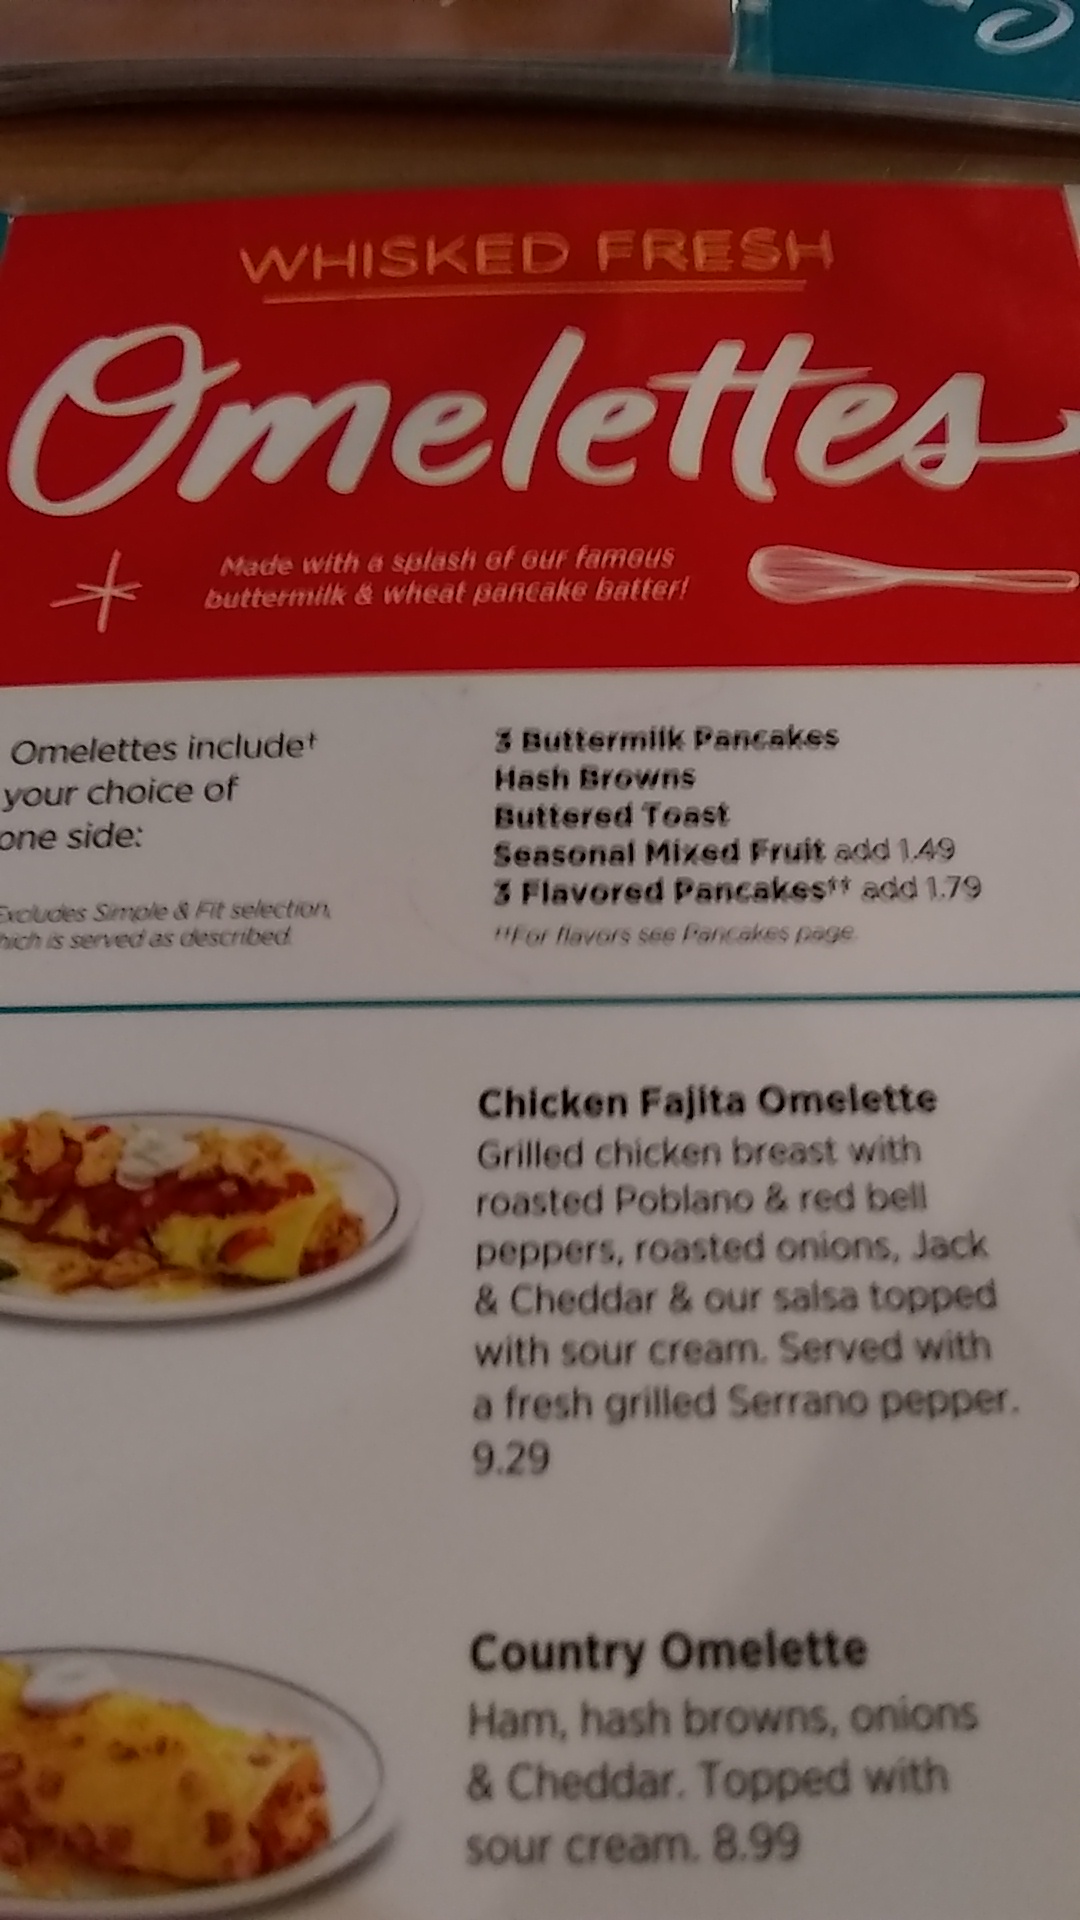 WHISKED FRESH
Omelettes
Made with a splash of our famous
buttermilk & wheat pancake batter!
Omelettes include†
your choice of
one side:
Excludes Simple & Fit selection,
which is served as described.
3 Buttermilk Pancakes
Hash Browns
Buttered Toast
Seasonal Mixed Fruit add 1.49
3 Flavored Pancakes†† add 1.79
††For flavors see Pancakes page.
Chicken Fajita Omelette
Grilled chicken breast with
roasted Poblano & red bell
peppers, roasted onions, Jack
& Cheddar & our salsa topped
with sour cream. Served with
a fresh grilled Serrano pepper.
9.29
Country Omelette
Ham, hash browns, onions
& Cheddar. Topped with
sour cream. 8.99